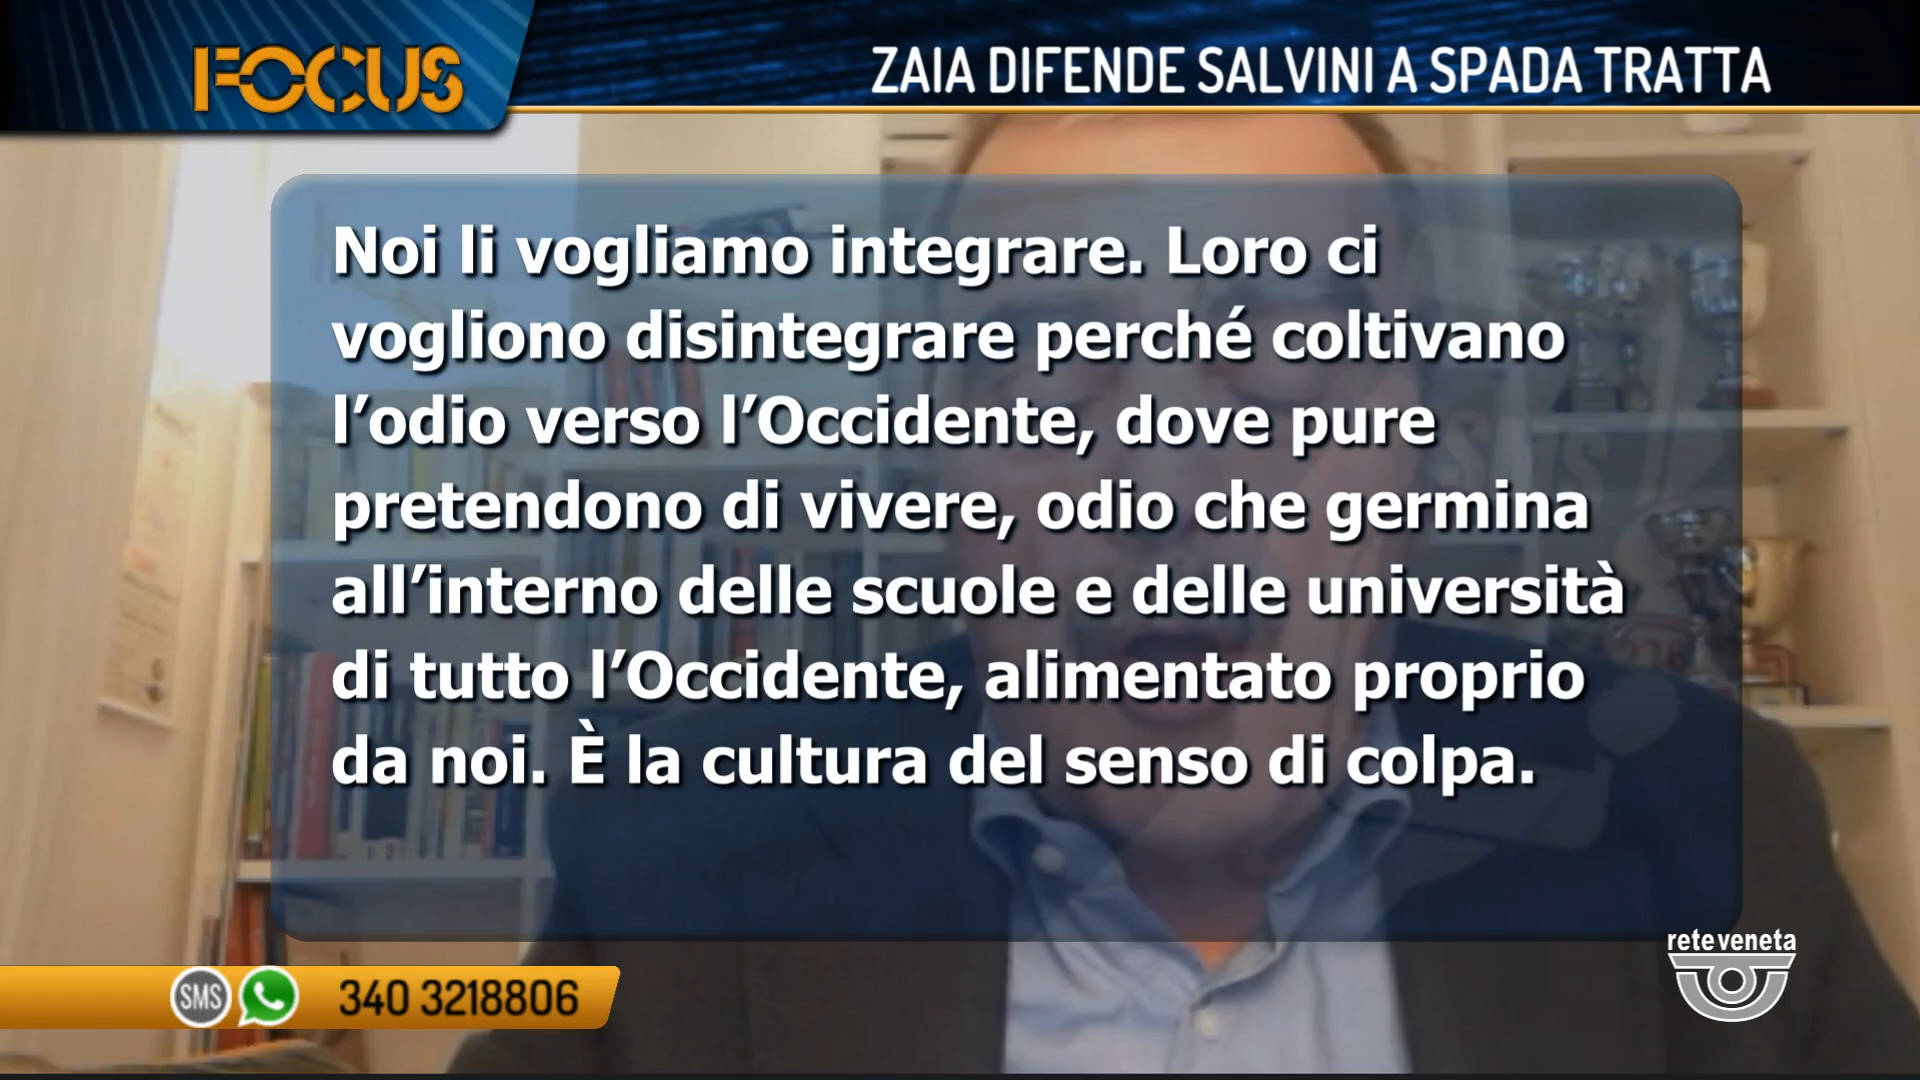 FOCUS
ZAIA DIFENDE SALVINI A SPADA TRATTA
Noi li vogliamo integrare. Loro ci
vogliono disintegrare perché coltivano
l’odio verso l’Occidente, dove pure
pretendono di vivere, odio che germina
all’interno delle scuole e delle università
di tutto l’Occidente, alimentato proprio
da noi. È la cultura del senso di colpa.
reteveneta
SMS 340 3218806